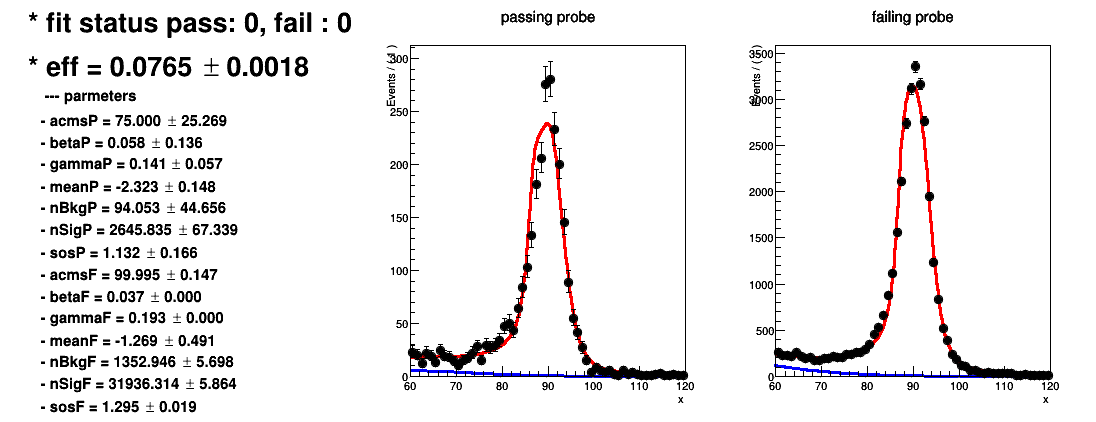 * fit status pass: 0, fail : 0
* eff = 0.0765 ± 0.0018
--- parmeters
- acmsP = 75.000 ± 25.269
- betaP = 0.058 ± 0.136
- gammaP = 0.141 ± 0.057
- meanP = -2.323 ± 0.148
- nBkgP = 94.053 ± 44.656
- nSigP = 2645.835 ± 67.339
- sosP = 1.132 ± 0.166
- acmsF = 99.995 ± 0.147
- betaF = 0.037 ± 0.000
- gammaF = 0.193 ± 0.000
- meanF = -1.269 ± 0.491
- nBkgF = 1352.946 ± 5.698
- nSigF = 31936.314 ± 5.864
- sosF = 1.295 ± 0.019
passing probe
Events / ( 1 )
300
250
200
150
100
50
0
60 70 80 90 100 110 120
x
failing probe
Events / (
3500
3000
2500
2000
1500
1000
500
0
60 70 80 90 100 110 120
x